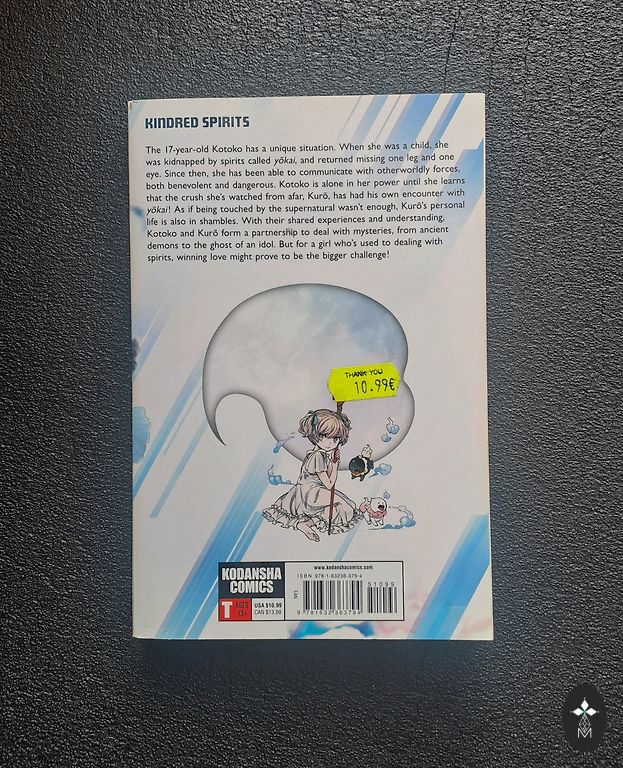 KINDRED SPIRITS
The 17-year-old Kotoko has a unique situation. When she was a child, she
was kidnapped by spirits called yōkai, and returned missing one leg and one
eye. Since then, she has been able to communicate with otherworldly forces,
both benevolent and dangerous. Kotoko is alone in her power until she learns
that the crush she's watched from afar, Kurō, has had his own encounter with
yōkai! As if being touched by the supernatural wasn't enough, Kurō's personal
life is also in shambles. With their shared experiences and understanding,
Kotoko and Kurō form a partnership to deal with mysteries, from ancient
demons to the ghost of an idol. But for a girl who's used to dealing with
spirits, winning love might prove to be the bigger challenge!
THANK YOU
10.99€
KODANSHA
COMICS
T AGES
13+
USA $10.99
CAN $13.99
www.kodanshacomics.com
ISBN 978-1-63236-379-4
51099
9 781632 363794
M